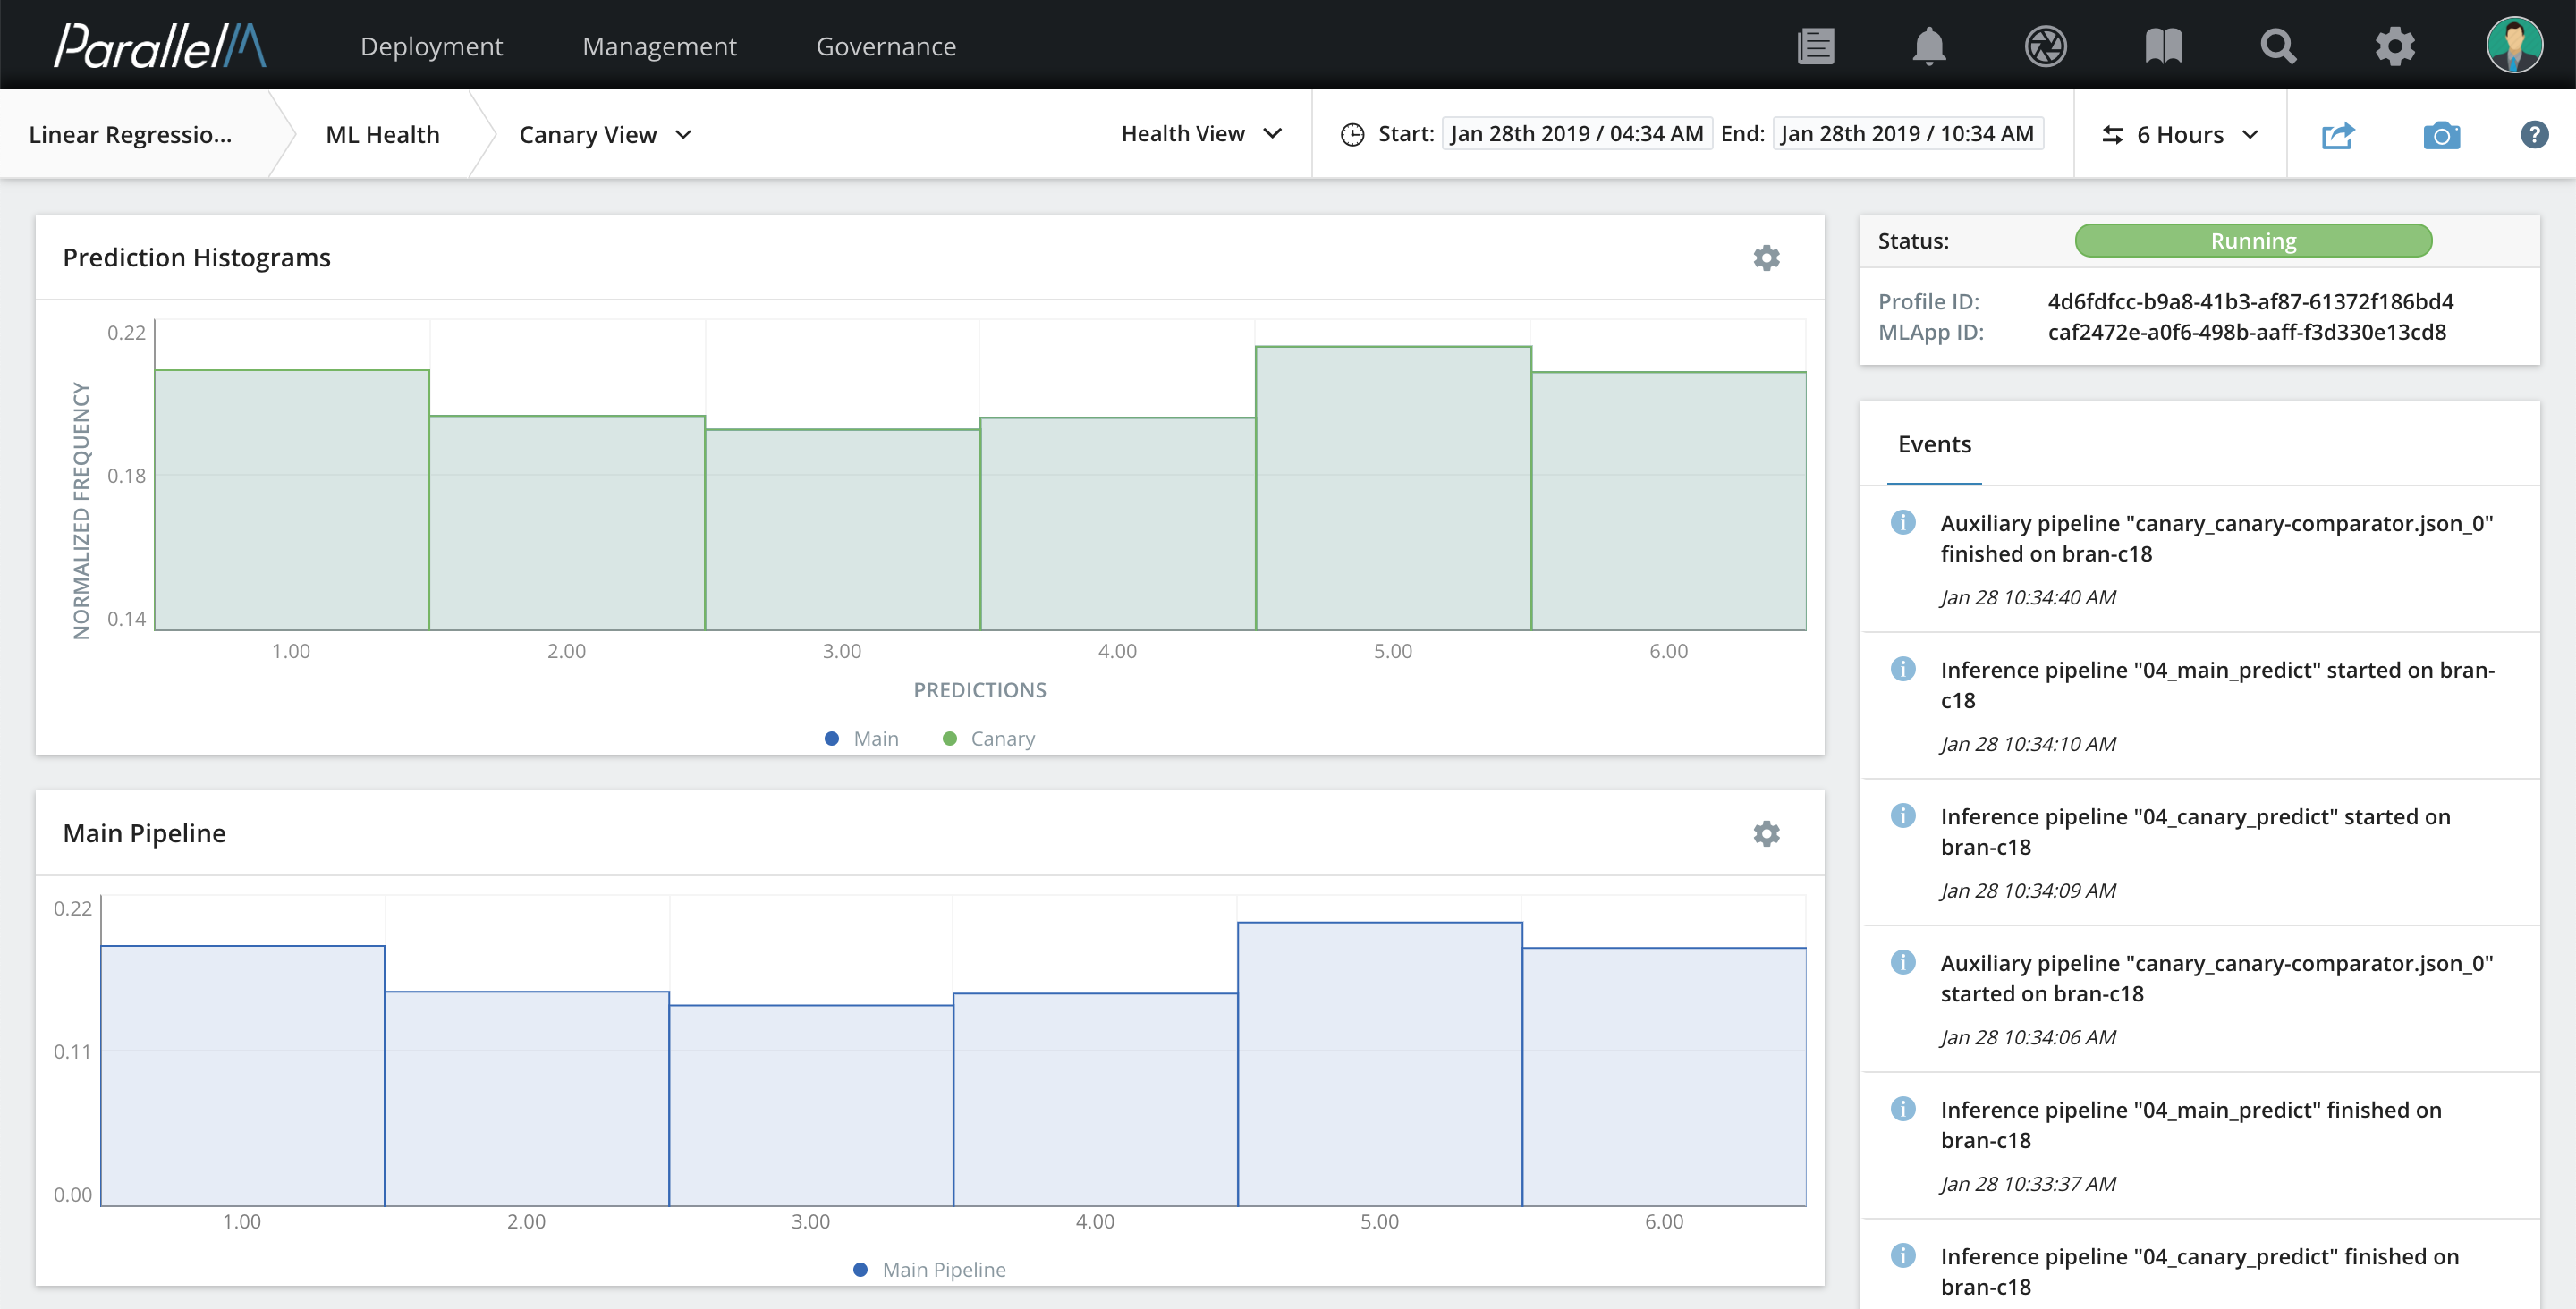 ParallelM
Deployment Management Governance
Linear Regressio... ML Health Canary View Health View Start: Jan 28th 2019 / 04:34 AM End: Jan 28th 2019 / 10:34 AM 6 Hours ?
Prediction Histograms
NORMALIZED FREQUENCY
0.22
0.18
0.14
1.00 2.00 3.00 4.00 5.00 6.00
PREDICTIONS
Main Canary
Main Pipeline
0.22
0.11
0.00
1.00 2.00 3.00 4.00 5.00 6.00
Main Pipeline
Status: Running
Profile ID: 4d6fdfcc-b9a8-41b3-af87-61372f186bd4
MLApp ID: caf2472e-a0f6-498b-aaff-f3d330e13cd8
Events
Auxiliary pipeline "canary_canary-comparator.json_0"
finished on bran-c18
Jan 28 10:34:40 AM
Inference pipeline "04_main_predict" started on bran-
c18
Jan 28 10:34:10 AM
Inference pipeline "04_canary_predict" started on
bran-c18
Jan 28 10:34:09 AM
Auxiliary pipeline "canary_canary-comparator.json_0"
started on bran-c18
Jan 28 10:34:06 AM
Inference pipeline "04_main_predict" finished on
bran-c18
Jan 28 10:33:37 AM
Inference pipeline "04_canary_predict" finished on
bran-c18